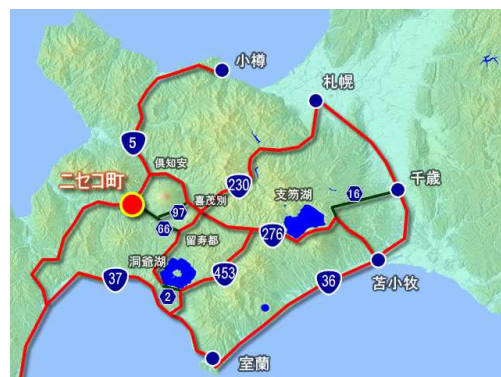 小樽
札幌
5
倶知安
ニセコ町
230
支笏湖
16
千歳
97
喜茂別
66
留寿都
276
洞爺湖
37
453
2
36
苫小牧
室蘭